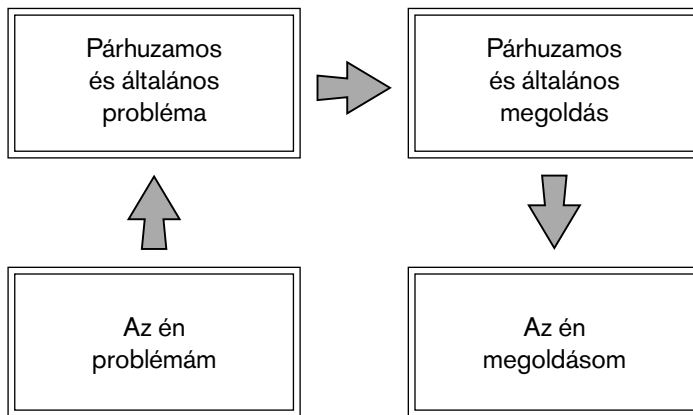 Párhuzamos
és általános
probléma
Párhuzamos
és általános
megoldás
Az én
problémám
Az én
megoldásom